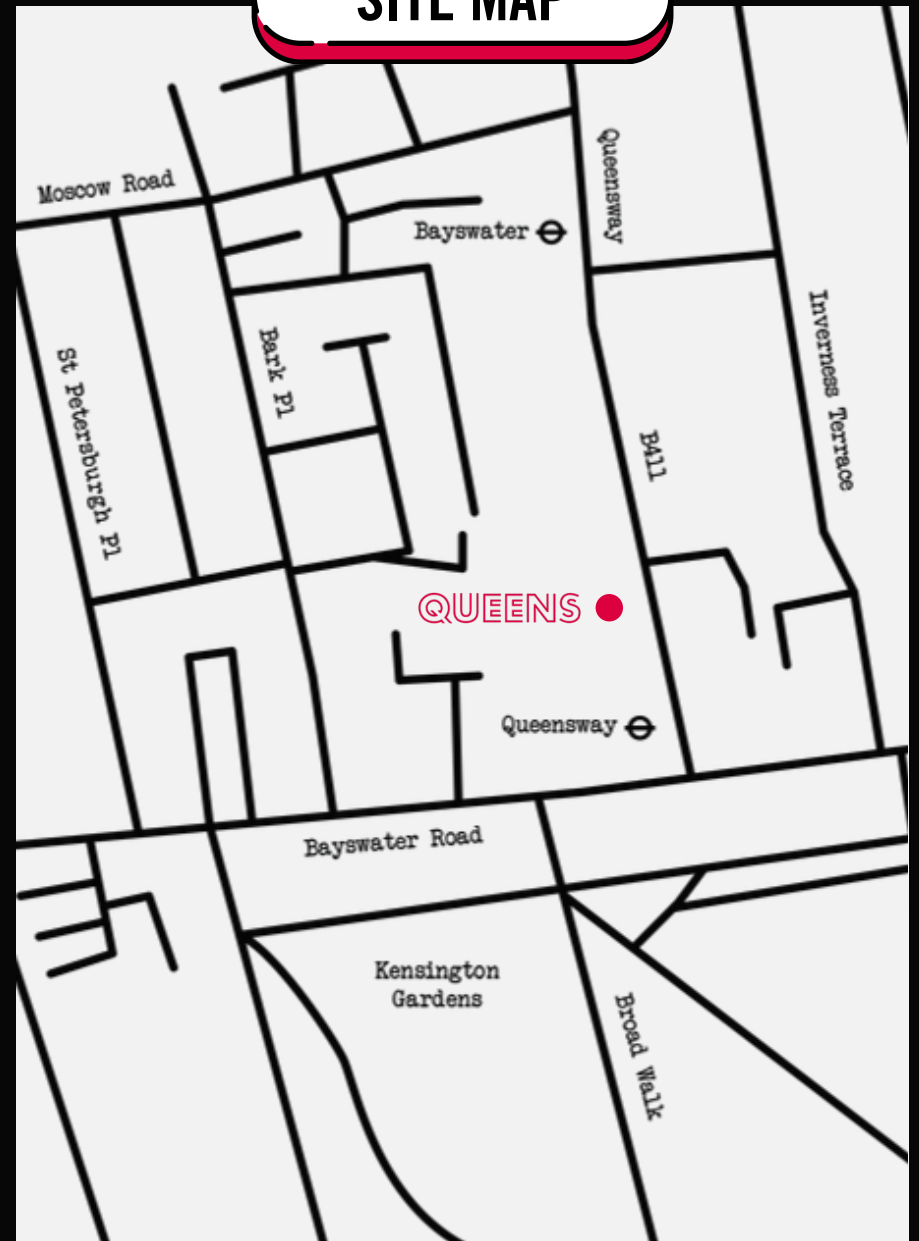 SITE MAP
Moscow Road
Queensway
Bayswater
Inverness Terrace
Bark Pl
St Petersburgh Pl
B411
QUEENS
Queensway
Bayswater Road
Kensington
Gardens
Broad Walk